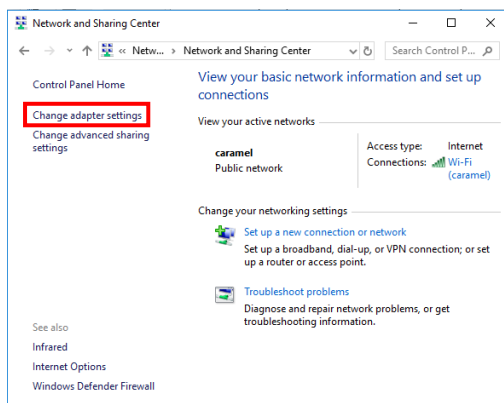 Network and Sharing Center
« Netw... > Network and Sharing Center
Search Control P...
Control Panel Home
Change adapter settings
Change advanced sharing
settings
View your basic network information and set up
connections
View your active networks
caramel
Public network
Access type: Internet
Connections: Wi-Fi
(caramel)
Change your networking settings
Set up a new connection or network
Set up a broadband, dial-up, or VPN connection; or set
up a router or access point.
Troubleshoot problems
Diagnose and repair network problems, or get
troubleshooting information.
See also
Infrared
Internet Options
Windows Defender Firewall